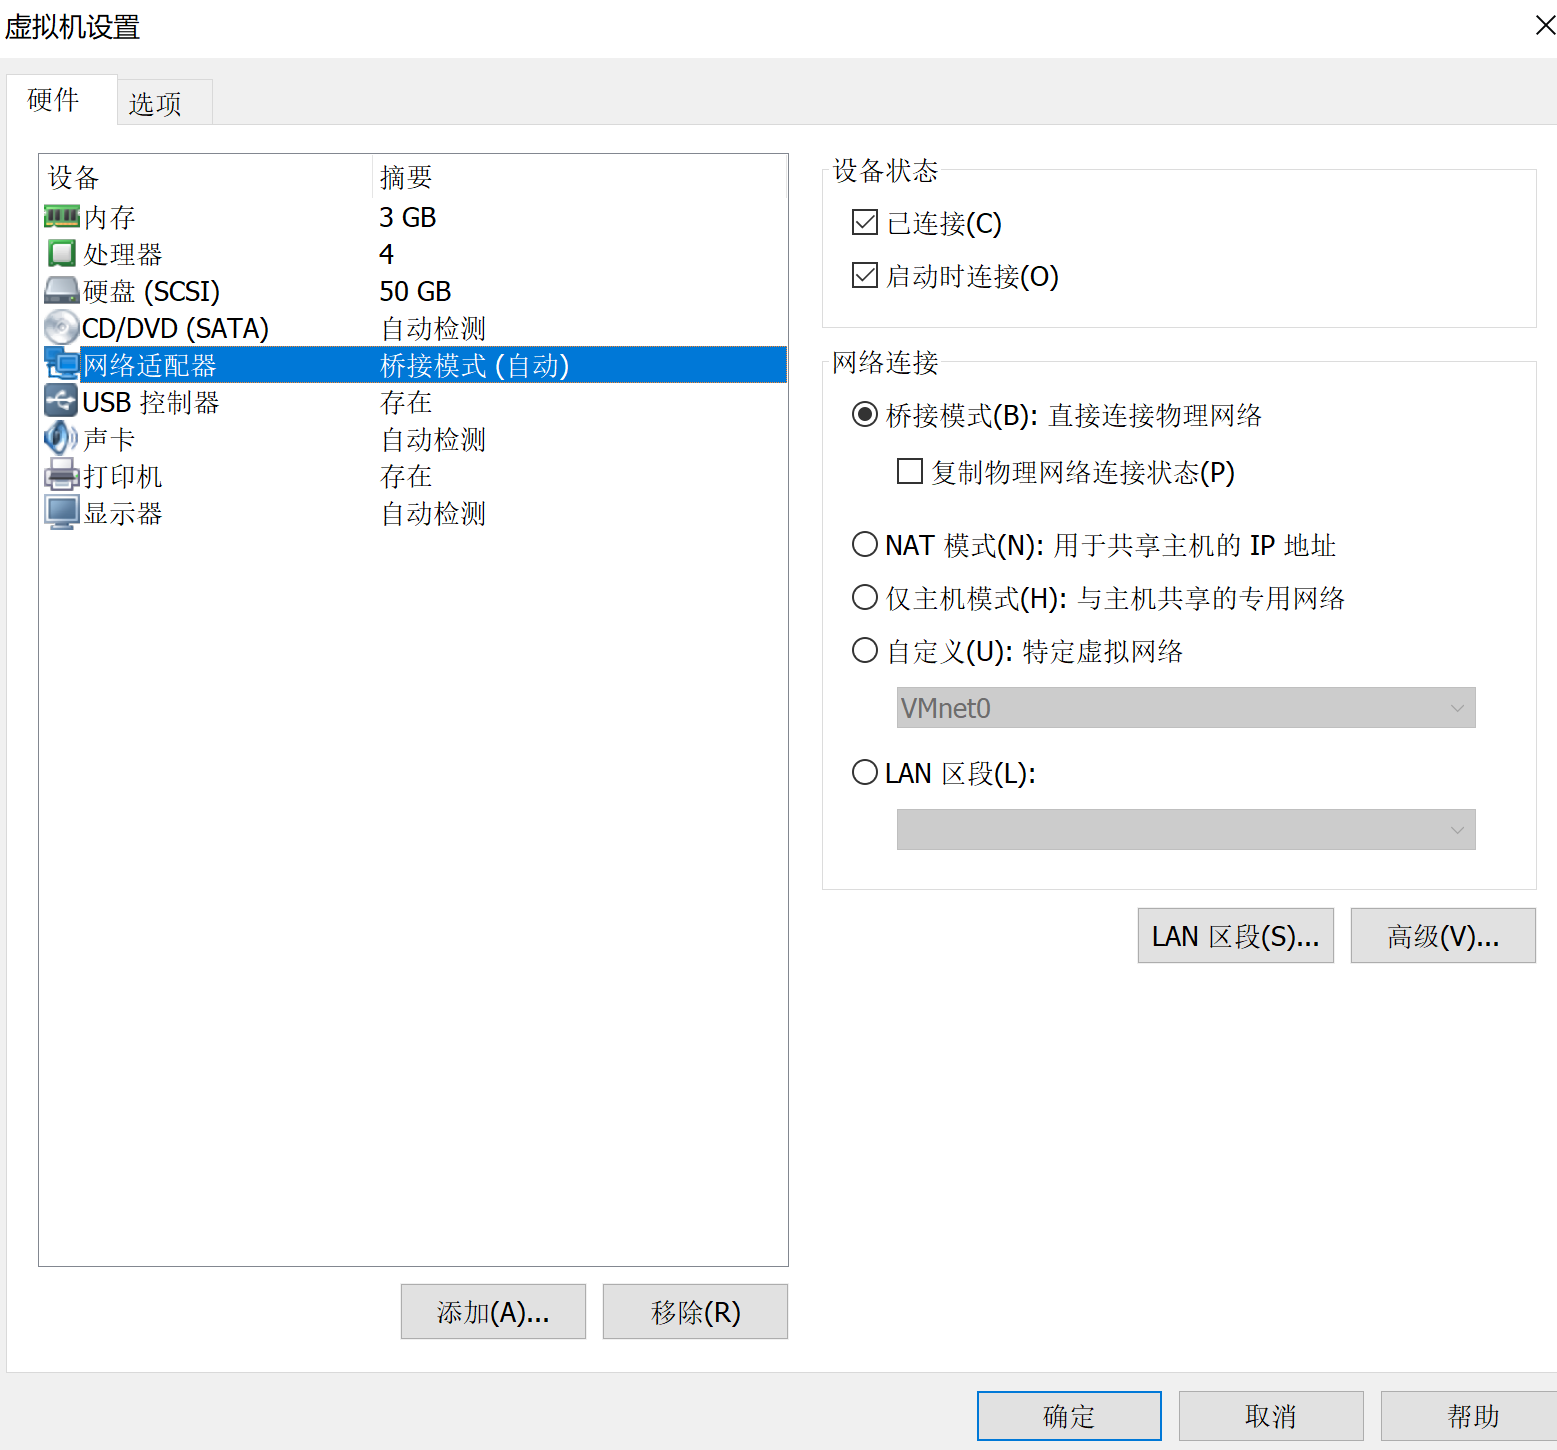 虚拟机设置
硬件
选项
设备 摘要
内存 3 GB
处理器 4
硬盘 (SCSI) 50 GB
CD/DVD (SATA) 自动检测
网络适配器 桥接模式 (自动)
USB 控制器 存在
声卡 自动检测
打印机 存在
显示器 自动检测
添加(A)...
移除(R)
设备状态
已连接(C)
启动时连接(O)
网络连接
桥接模式(B): 直接连接物理网络
复制物理网络连接状态(P)
NAT 模式(N): 用于共享主机的 IP 地址
仅主机模式(H): 与主机共享的专用网络
自定义(U): 特定虚拟网络
VMnet0
LAN 区段(L):
LAN 区段(S)...
高级(V)...
确定
取消
帮助